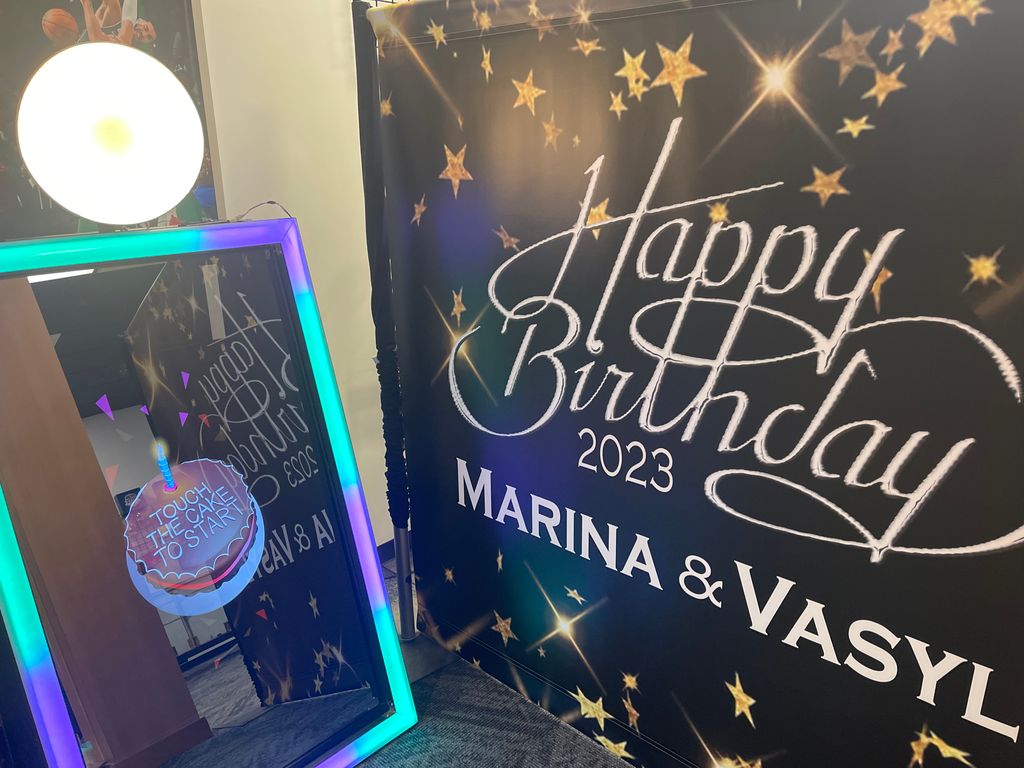 Happy
Birthday
2023
MARINA & VASYL
TOUCH
THE CAKE
TO START